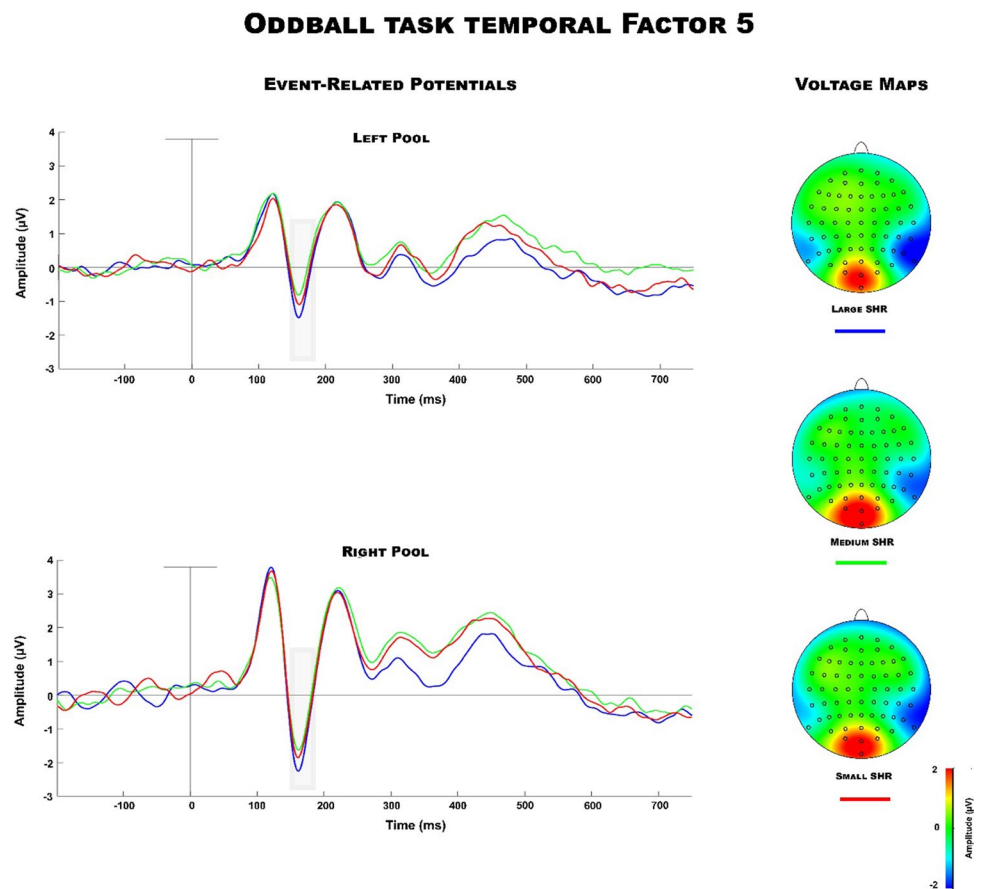 ODDBALL TASK TEMPORAL FACTOR 5
EVENT-RELATED POTENTIALS
VOLTAGE MAPS
LEFT POOL
Amplitude (µV)
4
3
2
1
0
-1
-2
-3
-100 0 100 200 300 400 500 600 700
Time (ms)
LARGE SHR
MEDIUM SHR
RIGHT POOL
Amplitude (µV)
4
3
2
1
0
-1
-2
-3
-100 0 100 200 300 400 500 600 700
Time (ms)
SMALL SHR
2
0
-2
Amplitude (µV)